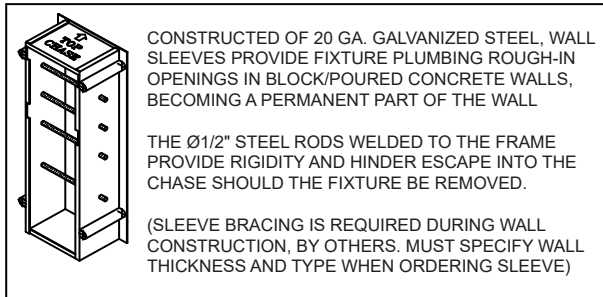 TOP
CHASE
CONSTRUCTED OF 20 GA. GALVANIZED STEEL, WALL
SLEEVES PROVIDE FIXTURE PLUMBING ROUGH-IN
OPENINGS IN BLOCK/POURED CONCRETE WALLS,
BECOMING A PERMANENT PART OF THE WALL
THE Ø1/2" STEEL RODS WELDED TO THE FRAME
PROVIDE RIGIDITY AND HINDER ESCAPE INTO THE
CHASE SHOULD THE FIXTURE BE REMOVED.
(SLEEVE BRACING IS REQUIRED DURING WALL
CONSTRUCTION, BY OTHERS. MUST SPECIFY WALL
THICKNESS AND TYPE WHEN ORDERING SLEEVE)